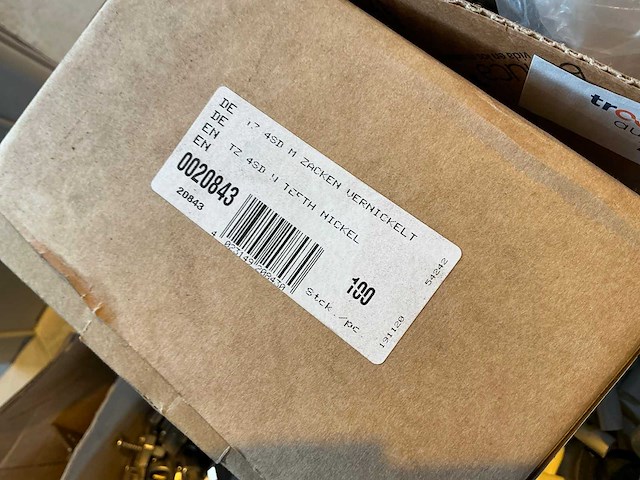 DE
DE TZ 4SD M ZACKEN VERNICKELT
EN
EN TZ 4SD W TEETH NICKEL
0020843
20843
100
Stck./pc
191120
54242
trc